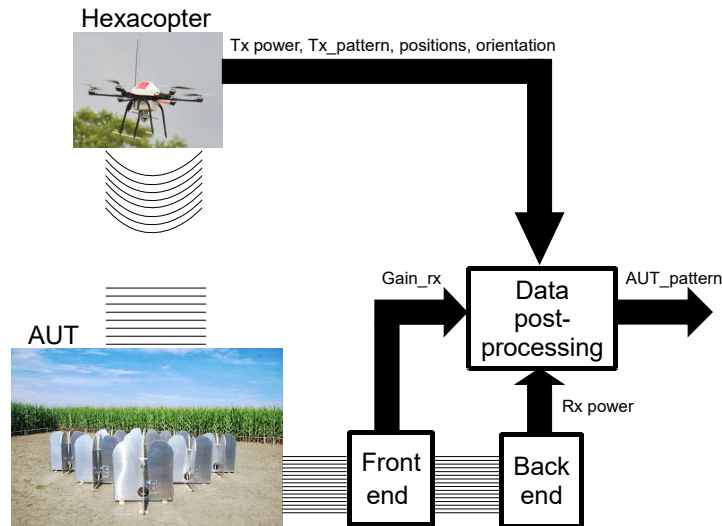 Hexacopter
Tx power, Tx_pattern, positions, orientation
Gain_rx
AUT_pattern
Data
post-
processing
AUT
Rx power
Front
end
Back
end